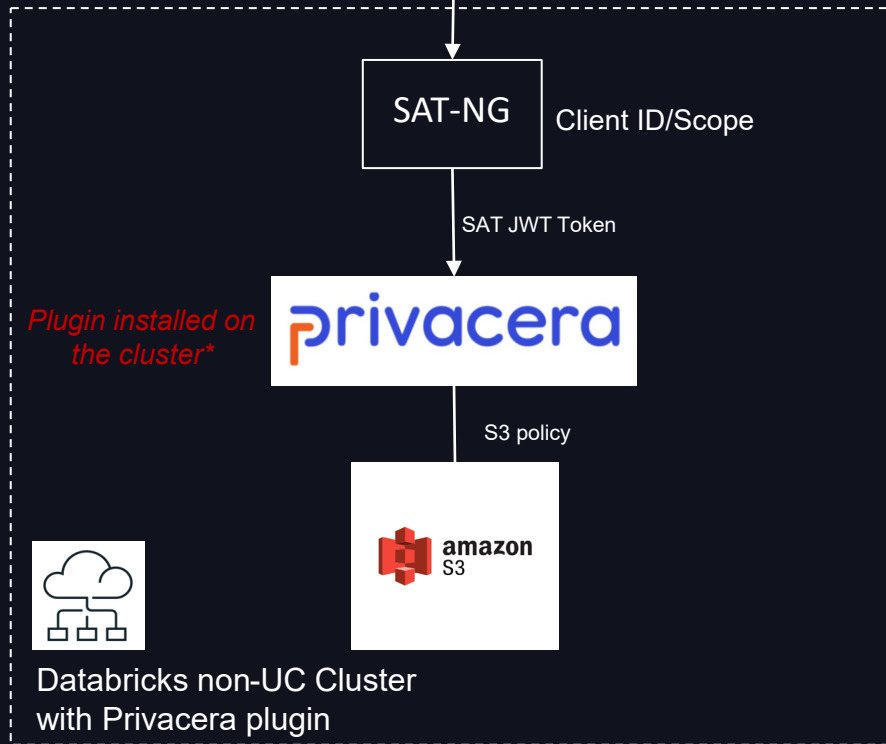 SAT-NG
Client ID/Scope
SAT JWT Token
Plugin installed on
the cluster*
privacera
S3 policy
amazon
S3
Databricks non-UC Cluster
with Privacera plugin